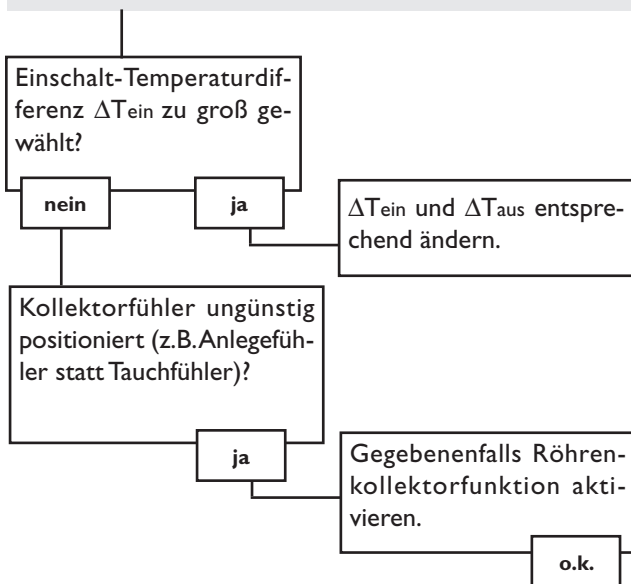 Einschalt-Temperaturdif-
ferenz ΔTein zu groß ge-
wählt?
nein
ja
ΔTein und ΔTaus entspre-
chend ändern.
Kollektorfühler ungünstig
positioniert (z.B. Anlegefüh-
ler statt Tauchfühler)?
ja
Gegebenenfalls Röhren-
kollektorfunktion akti-
vieren.
o.k.